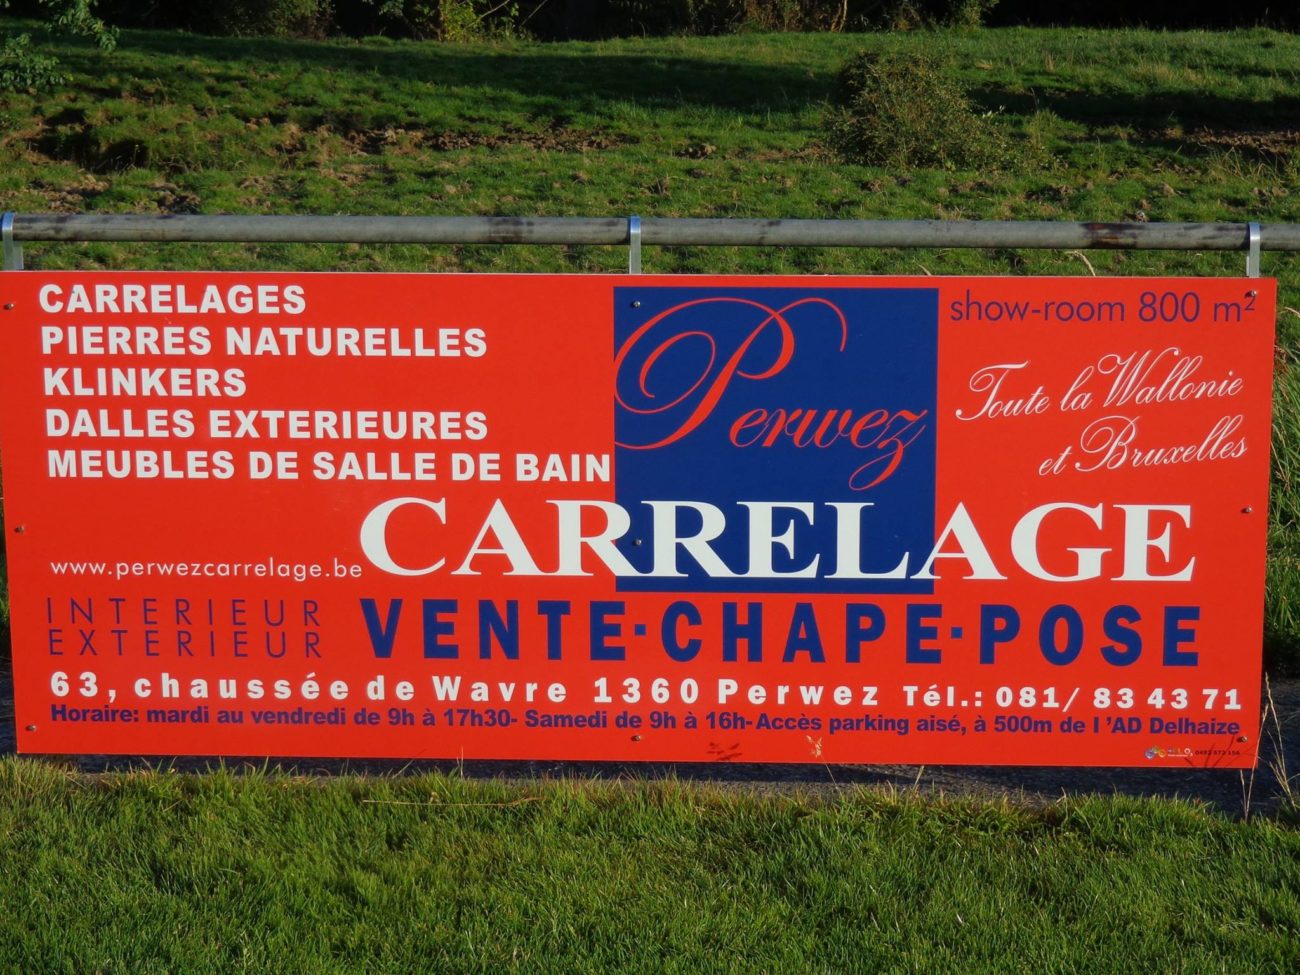 CARRELAGES
PIERRES NATURELLES
KLINKERS
DALLES EXTERIEURES
MEUBLES DE SALLE DE BAIN
Perwez
show-room 800 m²
Toute la Wallonie
et Bruxelles
www.perwezcarrelage.be
CARRELAGE
INTERIEUR
EXTERIEUR
VENTE·CHAPE·POSE
63, chaussée de Wavre 1360 Perwez Tél.: 081/ 83 43 71
Horaire: mardi au vendredi de 9h à 17h30- Samedi de 9h à 16h- Accès parking aisé, à 500m de l 'AD Delhaize